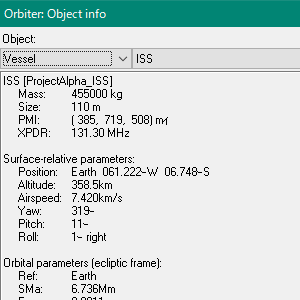 Orbiter: Object info
Object:
Vessel ISS
ISS [ProjectAlpha_ISS]
Mass: 455000 kg
Size: 110 m
PMI: ( 385, 719, 508) m
XPDR: 131.30 MHz
Surface-relative parameters:
Position: Earth 061.222~W 06.748~S
Altitude: 358.5km
Airspeed: 7.420km/s
Yaw: 319~
Pitch: 11~
Roll: 1~ right
Orbital parameters (ecliptic frame):
Ref: Earth
SMa: 6.736Mm